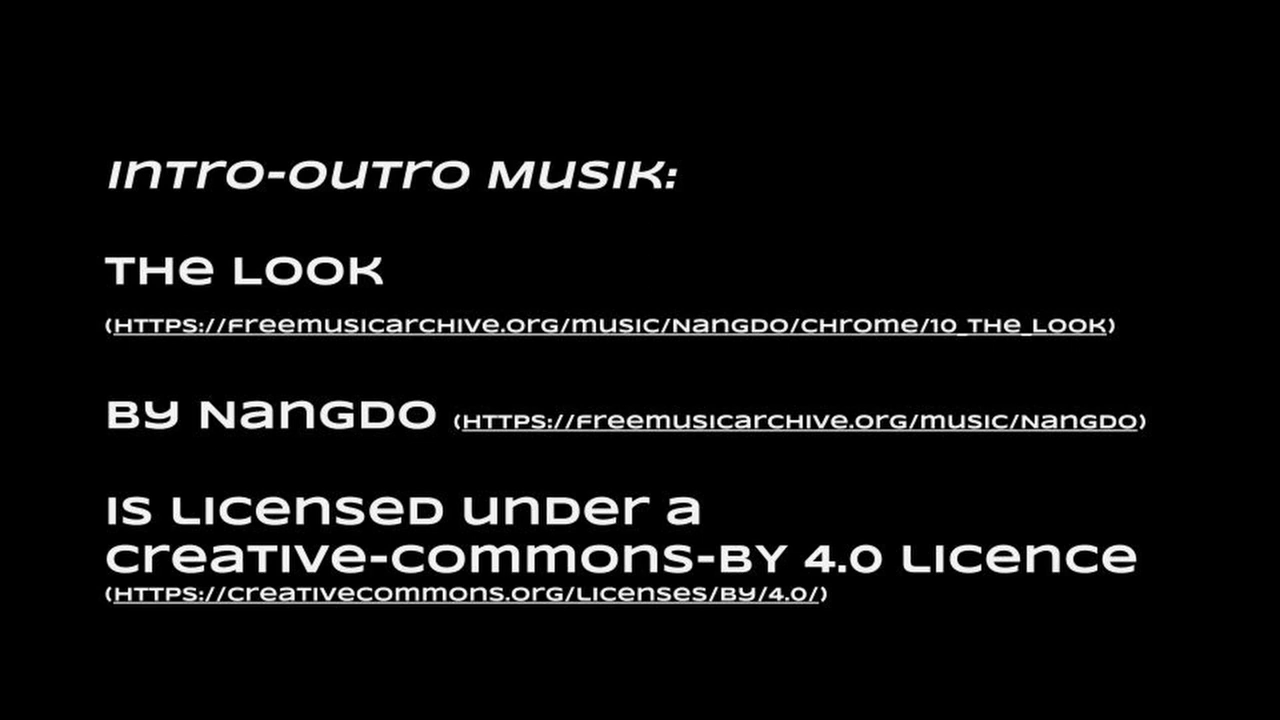 Intro-Outro Musik:
The Look
(https://freemusicarchive.org/music/Nangdo/Chrome/10_The_Look)
By Nangdo (https://freemusicarchive.org/music/Nangdo)
is licensed under a
Creative-Commons-BY 4.0 Licence
(https://creativecommons.org/licenses/by/4.0/)